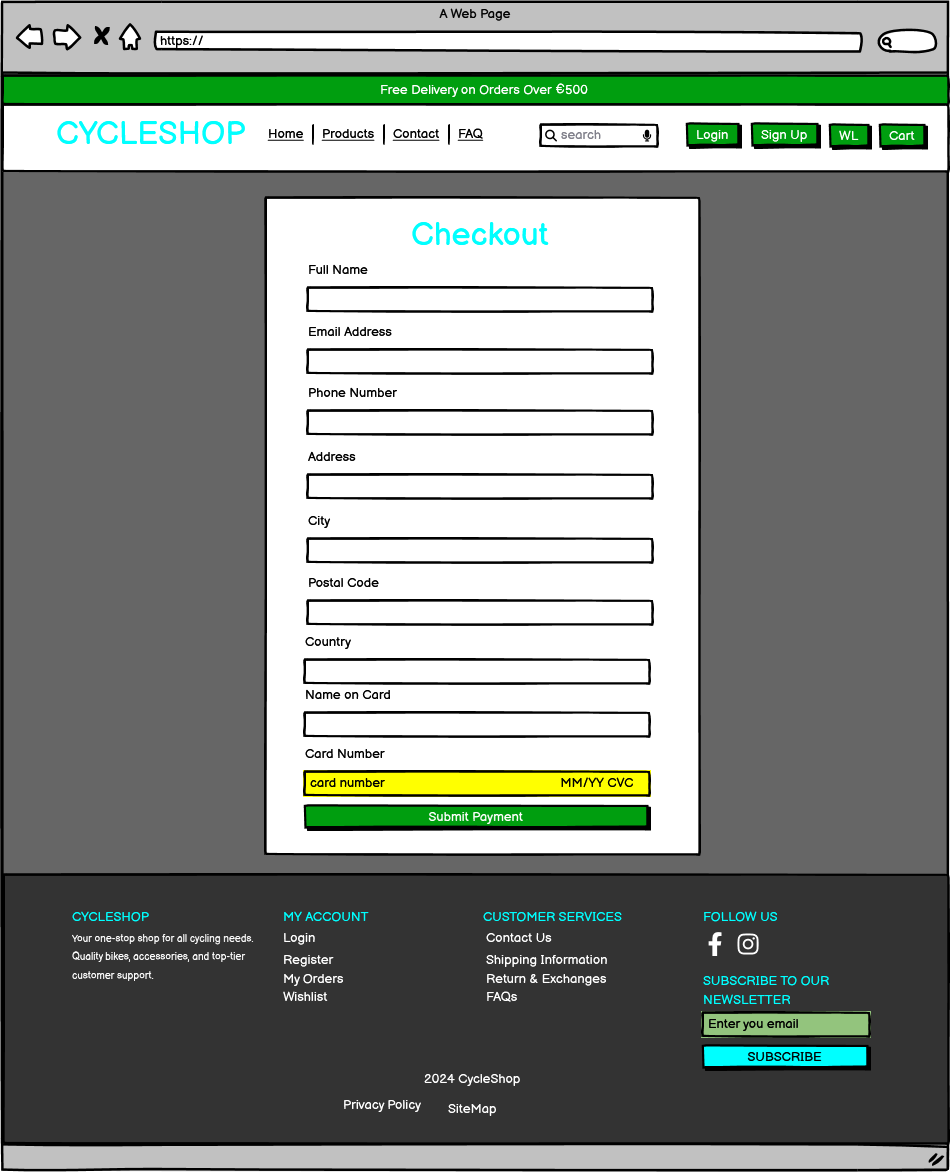 A Web Page
https://
Free Delivery on Orders Over €500
CYCLESHOP
Home
Products
Contact
FAQ
search
Login
Sign Up
WL
Cart
Checkout
Full Name
Email Address
Phone Number
Address
City
Postal Code
Country
Name on Card
Card Number
card number
MM/YY CVC
Submit Payment
CYCLESHOP
Your one-stop shop for all cycling needs.
Quality bikes, accessories, and top-tier
customer support.
MY ACCOUNT
Login
Register
My Orders
Wishlist
CUSTOMER SERVICES
Contact Us
Shipping Information
Return & Exchanges
FAQs
FOLLOW US
SUBSCRIBE TO OUR
NEWSLETTER
Enter you email
SUBSCRIBE
2024 CycleShop
Privacy Policy
SiteMap